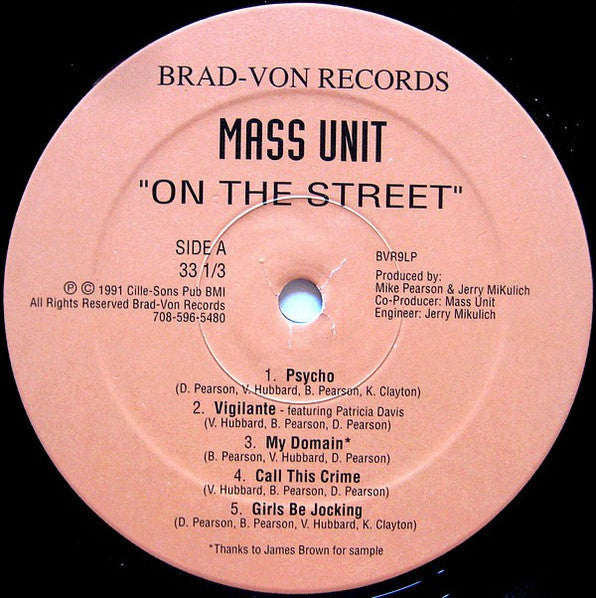 BRAD-VON RECORDS
MASS UNIT
"ON THE STREET"
SIDE A
33 1/3
℗ © 1991 Cille-Sons Pub BMI
All Rights Reserved Brad-Von Records
708-596-5480
BVR9LP
Produced by:
Mike Pearson & Jerry MiKulich
Co-Producer: Mass Unit
Engineer: Jerry Mikulich
1. Psycho
(D. Pearson, V. Hubbard, B. Pearson, K. Clayton)
2. Vigilante - featuring Patricia Davis
(V. Hubbard, B. Pearson, D. Pearson)
3. My Domain*
(B. Pearson, V. Hubbard, D. Pearson)
4. Call This Crime
(V. Hubbard, B. Pearson, D. Pearson)
5. Girls Be Jocking
(D. Pearson, B. Pearson, V. Hubbard, K. Clayton)
*Thanks to James Brown for sample